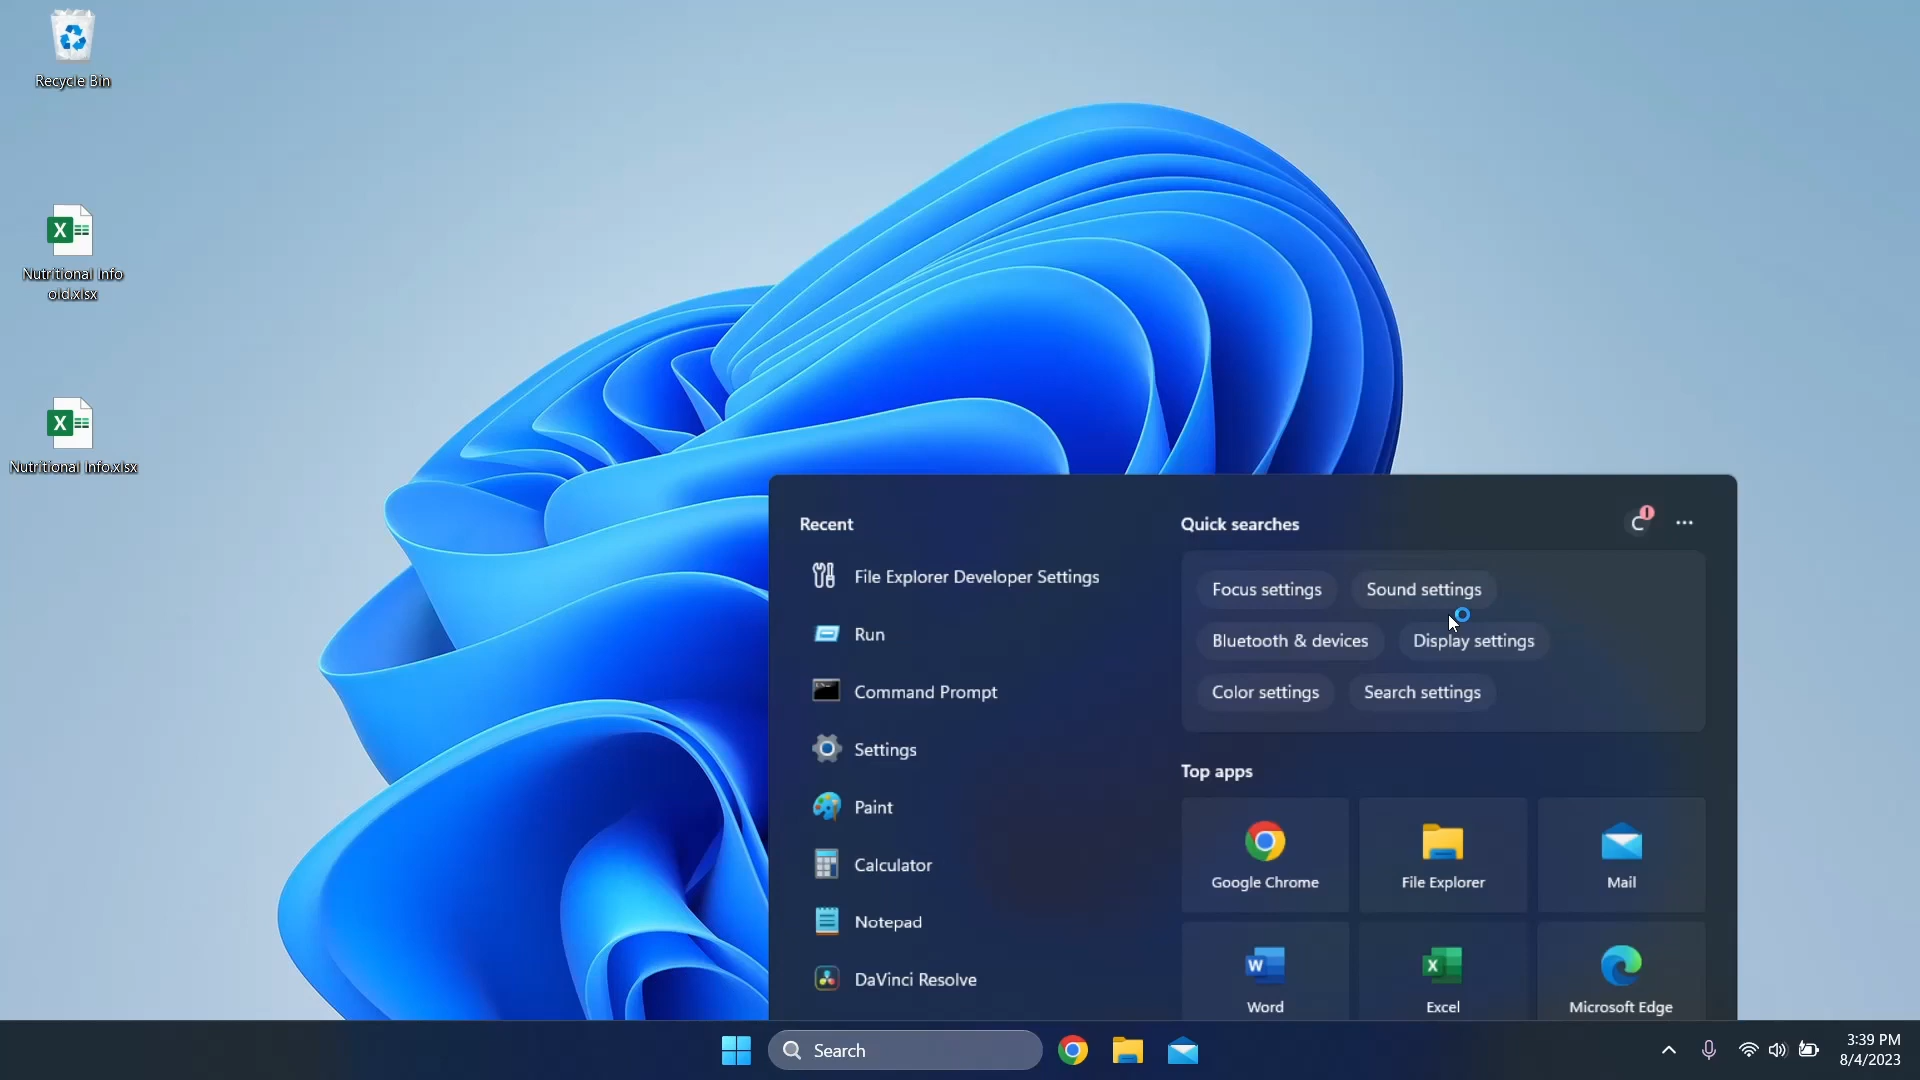 Recycle Bin
Nutritional Info
old.xlsx
Nutritional Info.xlsx
Recent
File Explorer Developer Settings
Run
Command Prompt
Settings
Paint
Calculator
Notepad
DaVinci Resolve
Quick searches
Focus settings
Sound settings
Bluetooth & devices
Display settings
Color settings
Search settings
Top apps
Google Chrome
File Explorer
Mail
Word
Excel
Microsoft Edge
Search
3:39 PM
8/4/2023